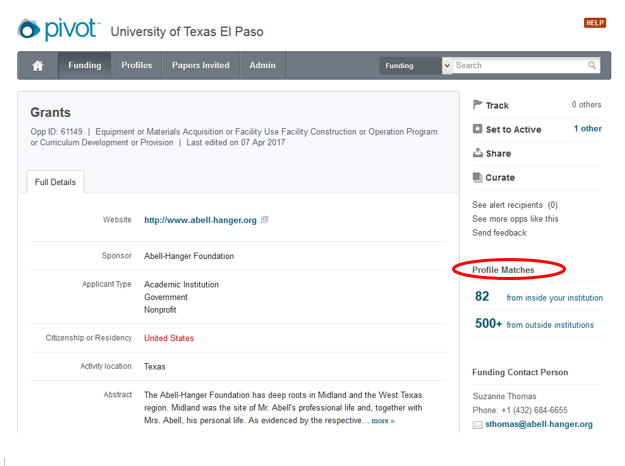 pivot University of Texas El Paso
HELP
Funding Profiles Papers Invited Admin Funding Search
Grants
Opp ID: 61149 | Equipment or Materials Acquisition or Facility Use Facility Construction or Operation Program
or Curriculum Development or Provision | Last edited on 07 Apr 2017
Full Details
Website http://www.abell-hanger.org
Sponsor Abell-Hanger Foundation
Applicant Type Academic Institution
Government
Nonprofit
Citizenship or Residency United States
Activity location Texas
Abstract The Abell-Hanger Foundation has deep roots in Midland and the West Texas
region. Midland was the site of Mr. Abell's professional life and, together with
Mrs. Abell, his personal life. As evidenced by the respective... more »
Track 0 others
Set to Active 1 other
Share
Curate
See alert recipients (0)
See more opps like this
Send feedback
Profile Matches
82 from inside your institution
500+ from outside institutions
Funding Contact Person
Suzanne Thomas
Phone: +1 (432) 684-6655
sthomas@abell-hanger.org